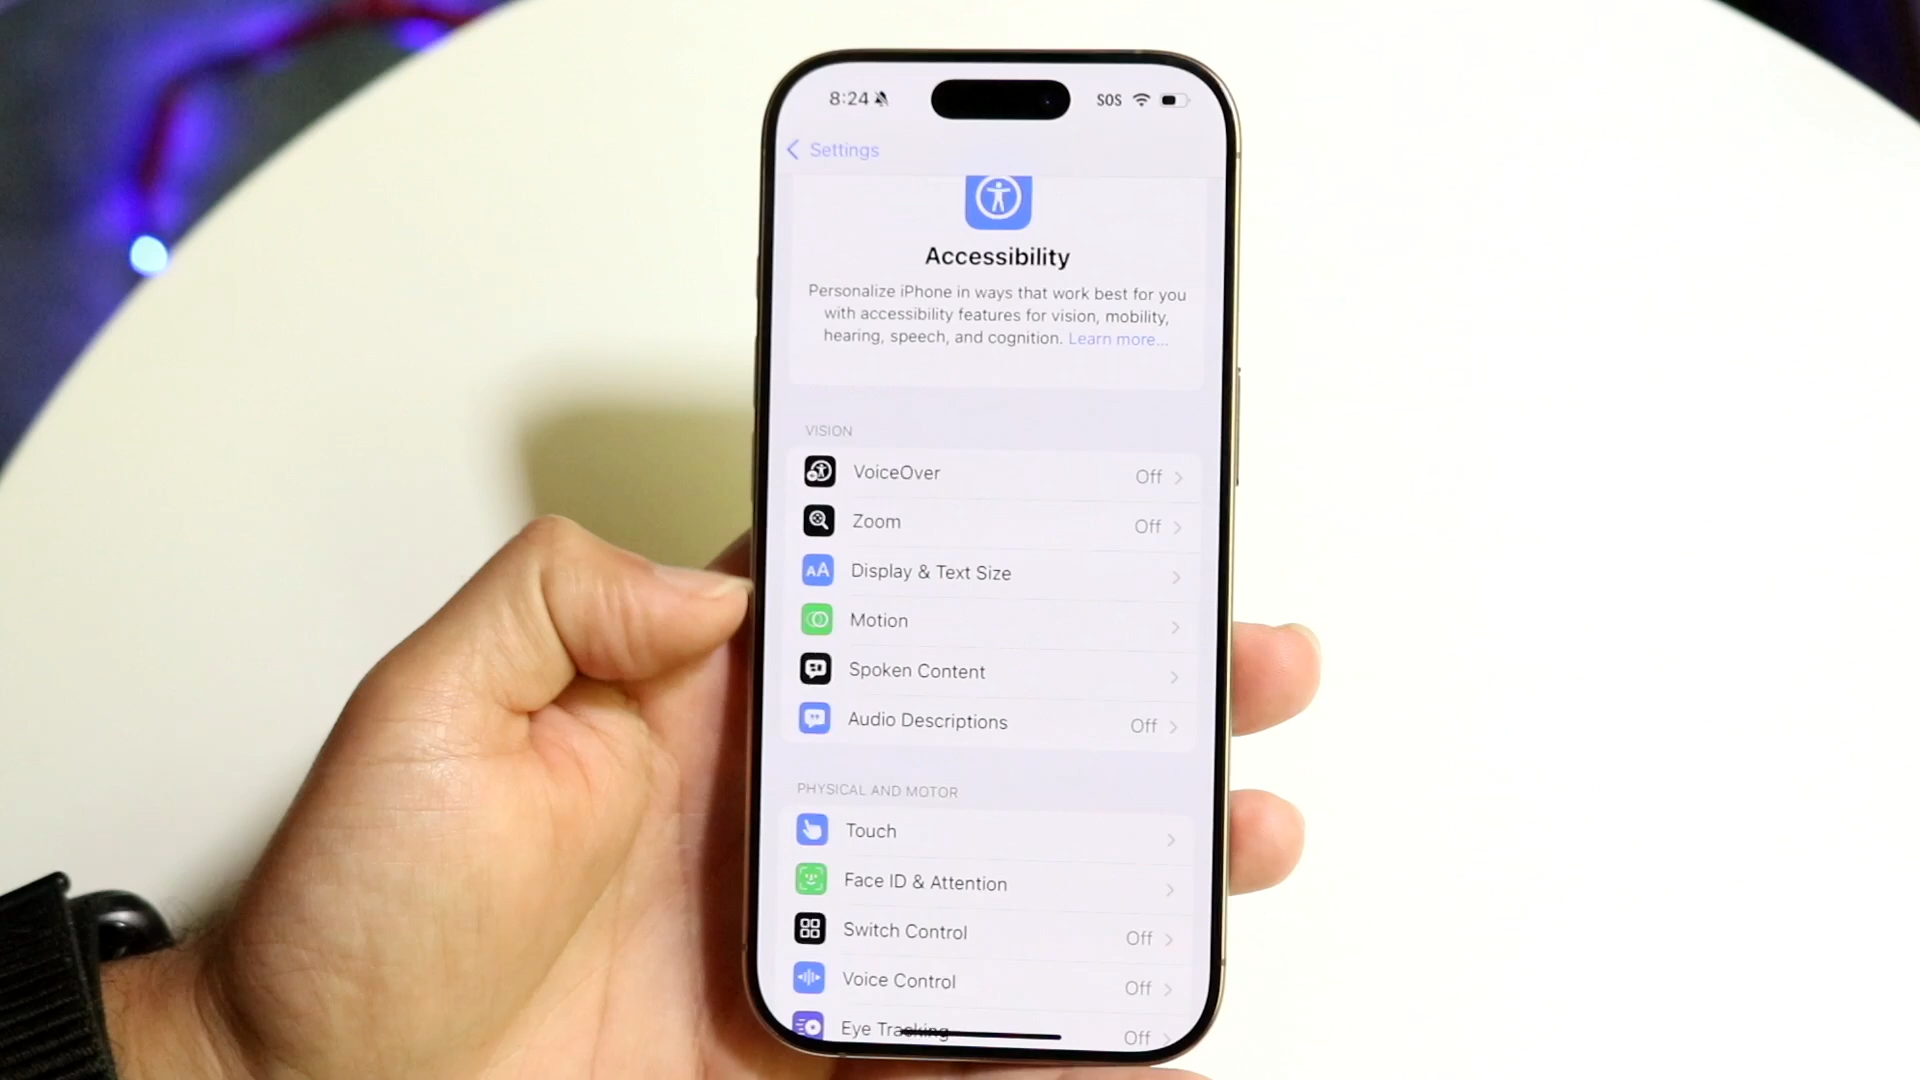 8:24
SOS
Settings
Accessibility
Personalize iPhone in ways that work best for you
with accessibility features for vision, mobility,
hearing, speech, and cognition. Learn more...
VISION
VoiceOver Off
Zoom Off
AA Display & Text Size
Motion
Spoken Content
Audio Descriptions Off
PHYSICAL AND MOTOR
Touch
Face ID & Attention
Switch Control Off
Voice Control Off
Eye Tracking Off